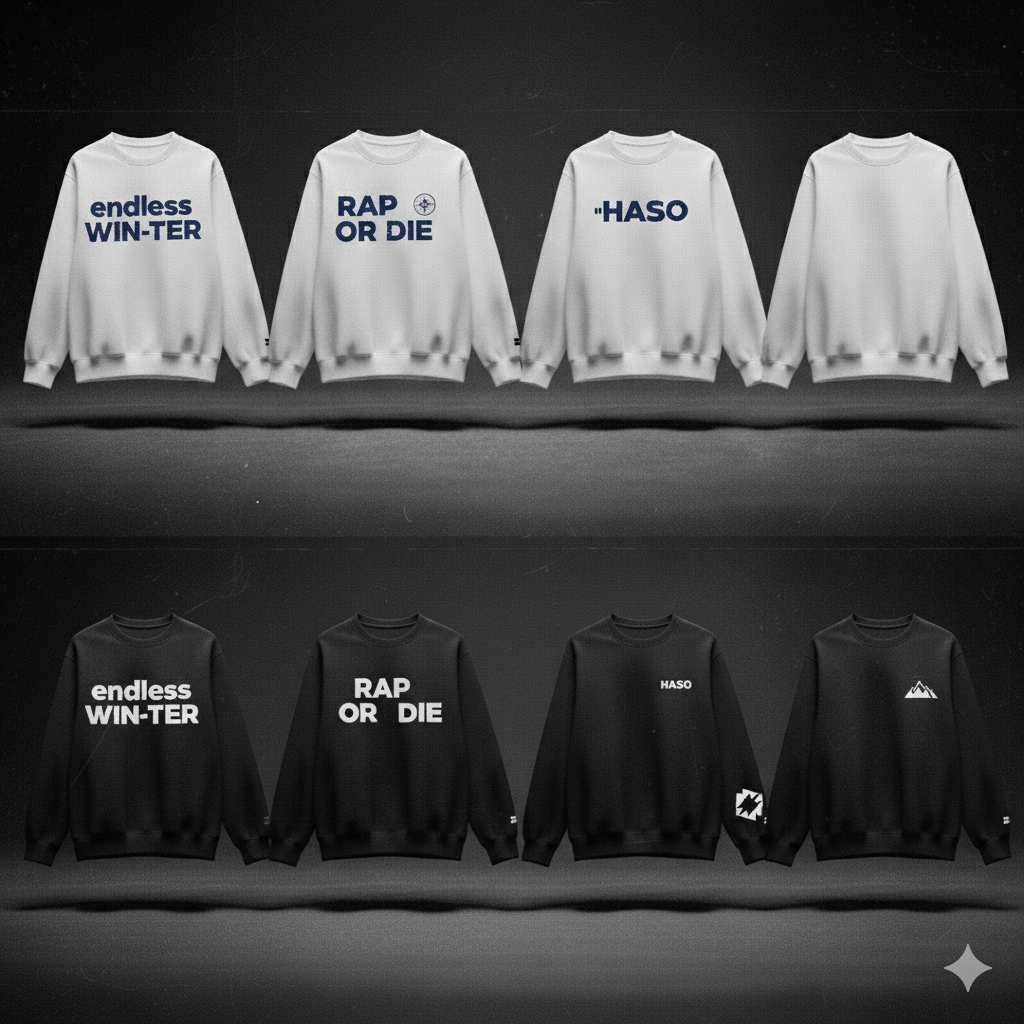 endless
WIN-TER
RAP
OR DIE
"HASO
endless
WIN-TER
RAP
OR DIE
HASO